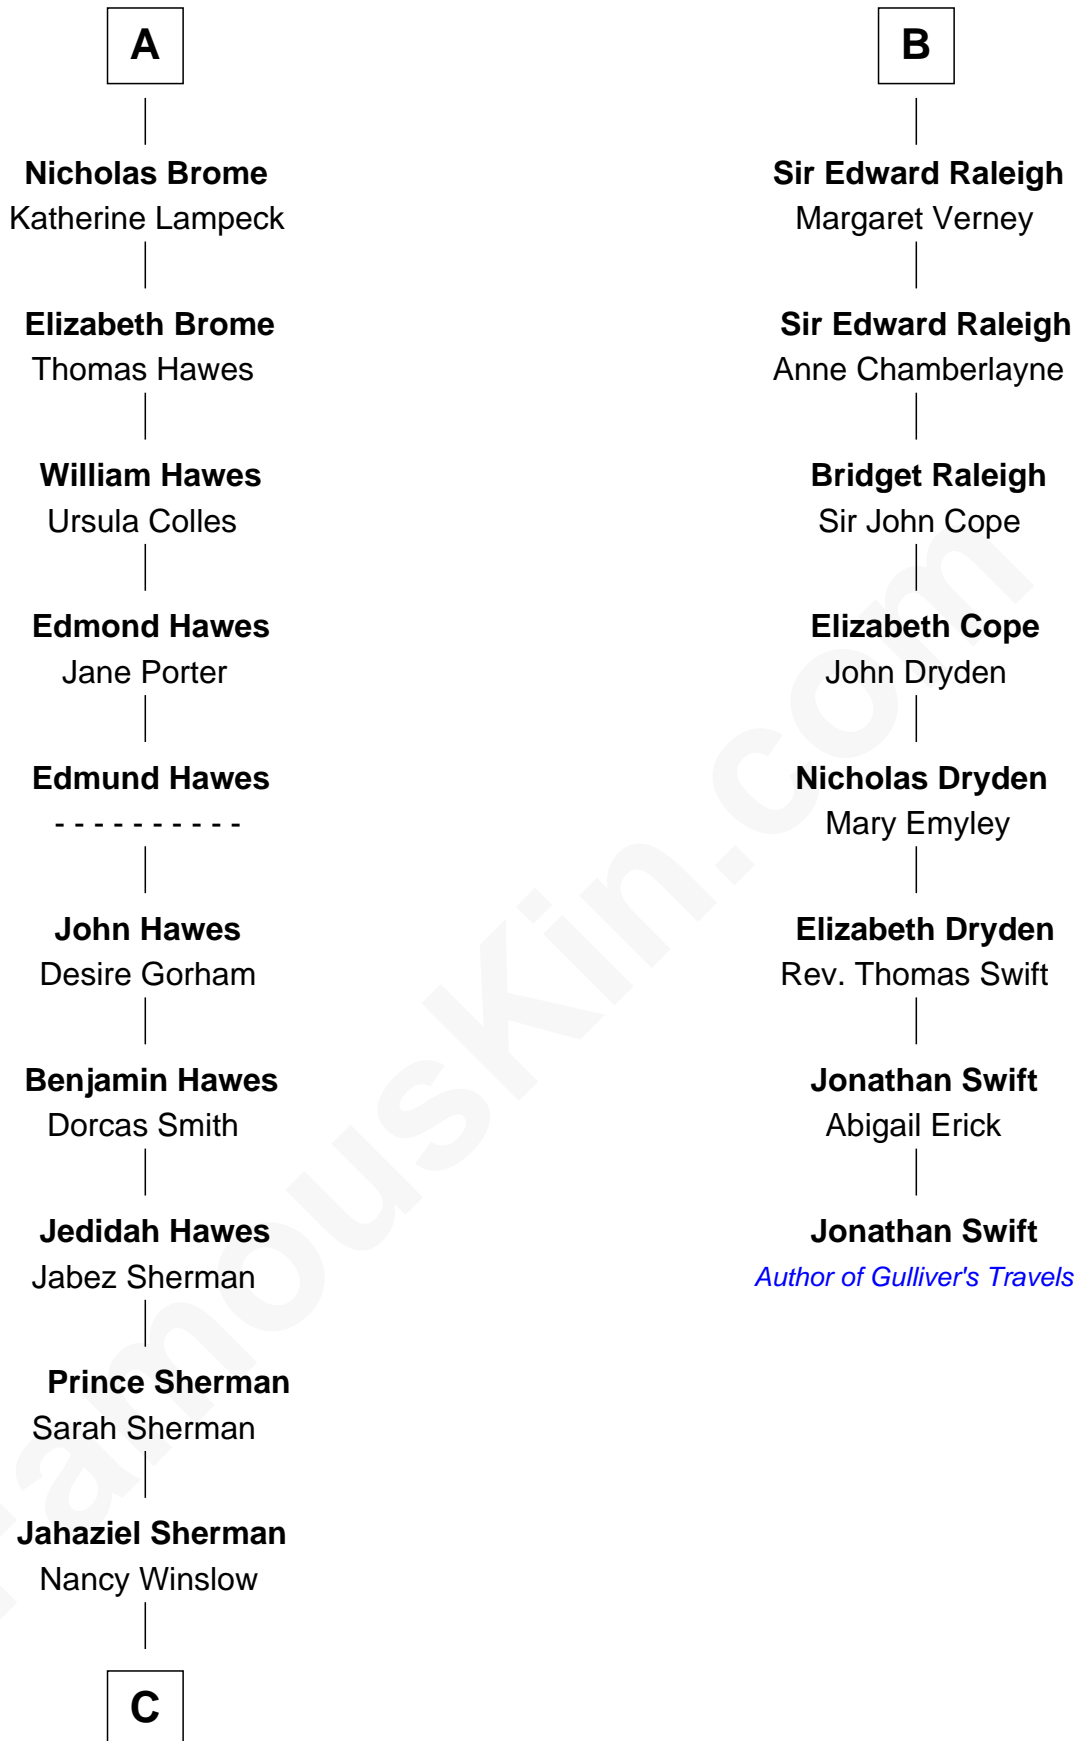 A
Nicholas Brome
Katherine Lampeck
Elizabeth Brome
Thomas Hawes
William Hawes
Ursula Colles
Edmond Hawes
Jane Porter
Edmund Hawes
- - - - - - - - - -
John Hawes
Desire Gorham
Benjamin Hawes
Dorcas Smith
Jedidah Hawes
Jabez Sherman
Prince Sherman
Sarah Sherman
Jahaziel Sherman
Nancy Winslow
C
B
Sir Edward Raleigh
Margaret Verney
Sir Edward Raleigh
Anne Chamberlayne
Bridget Raleigh
Sir John Cope
Elizabeth Cope
John Dryden
Nicholas Dryden
Mary Emyley
Elizabeth Dryden
Rev. Thomas Swift
Jonathan Swift
Abigail Erick
Jonathan Swift
Author of Gulliver's Travels
FamousKin.com